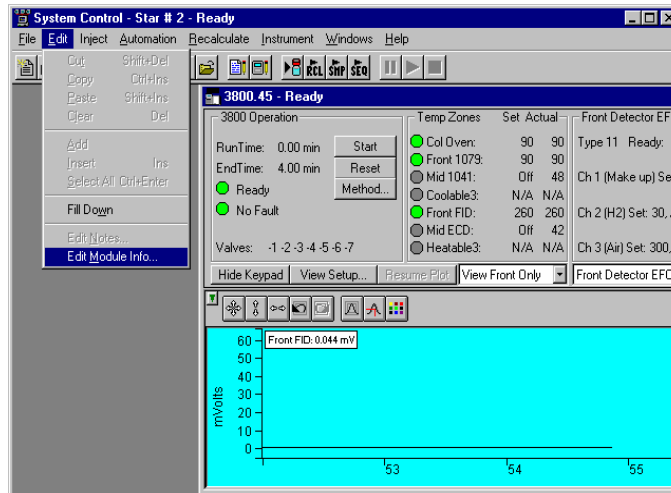 System Control - Star # 2 - Ready
File Edit Inject Automation Recalculate Instrument Windows Help
Cut Shift+Del
Copy Ctrl+Ins
Paste Shift+Ins
Clear Del
Add
Insert Ins
Select All Ctrl+Enter
Fill Down
Edit Notes...
Edit Module Info...
RCL SMP SEQ
3800.45 - Ready
3800 Operation
RunTime: 0.00 min Start
EndTime: 4.00 min Reset
Ready Method...
No Fault
Valves: -1 -2 -3 -4 -5 -6 -7
Temp Zones Set Actual
Col Oven: 90 90
Front 1079: 90 90
Mid 1041: Off 48
Coolable3: N/A N/A
Front FID: 260 260
Mid ECD: Off 42
Heatable3: N/A N/A
Front Detector EF
Type 11 Ready:
Ch 1 (Make up) Se
Ch 2 (H2) Set: 30,
Ch 3 (Air) Set: 300,
Hide Keypad View Setup... Resume Plot View Front Only Front Detector EFC
Front FID: 0.044 mV
mVolts
60
50
40
30
20
10
0
53 54 55